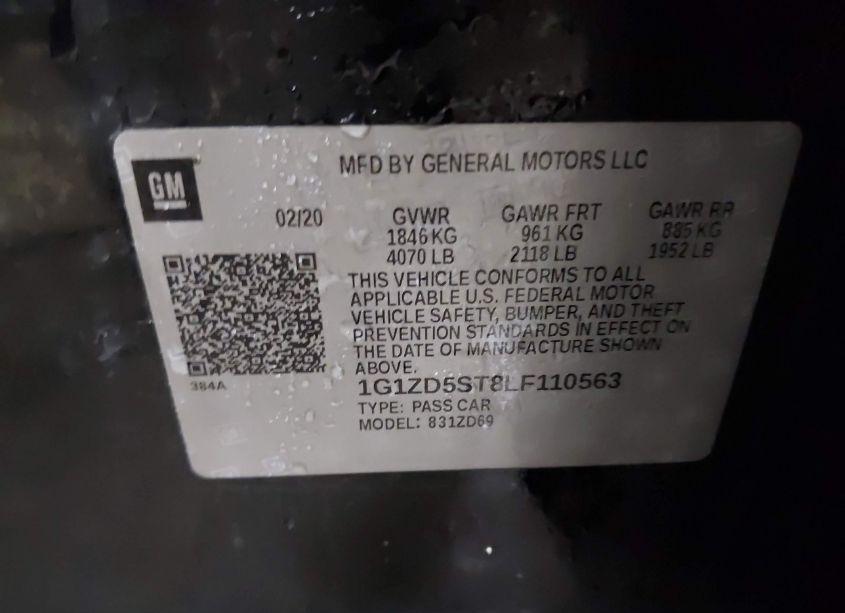 GM
MFD BY GENERAL MOTORS LLC
02/20
GVWR GAWR FRT GAWR RR
1846 KG 961 KG 885 KG
4070 LB 2118 LB 1952 LB
THIS VEHICLE CONFORMS TO ALL
APPLICABLE U.S. FEDERAL MOTOR
VEHICLE SAFETY, BUMPER, AND THEFT
PREVENTION STANDARDS IN EFFECT ON
THE DATE OF MANUFACTURE SHOWN
ABOVE.
384A
1G1ZD5ST8LF110563
TYPE: PASS CAR
MODEL: 831ZD69